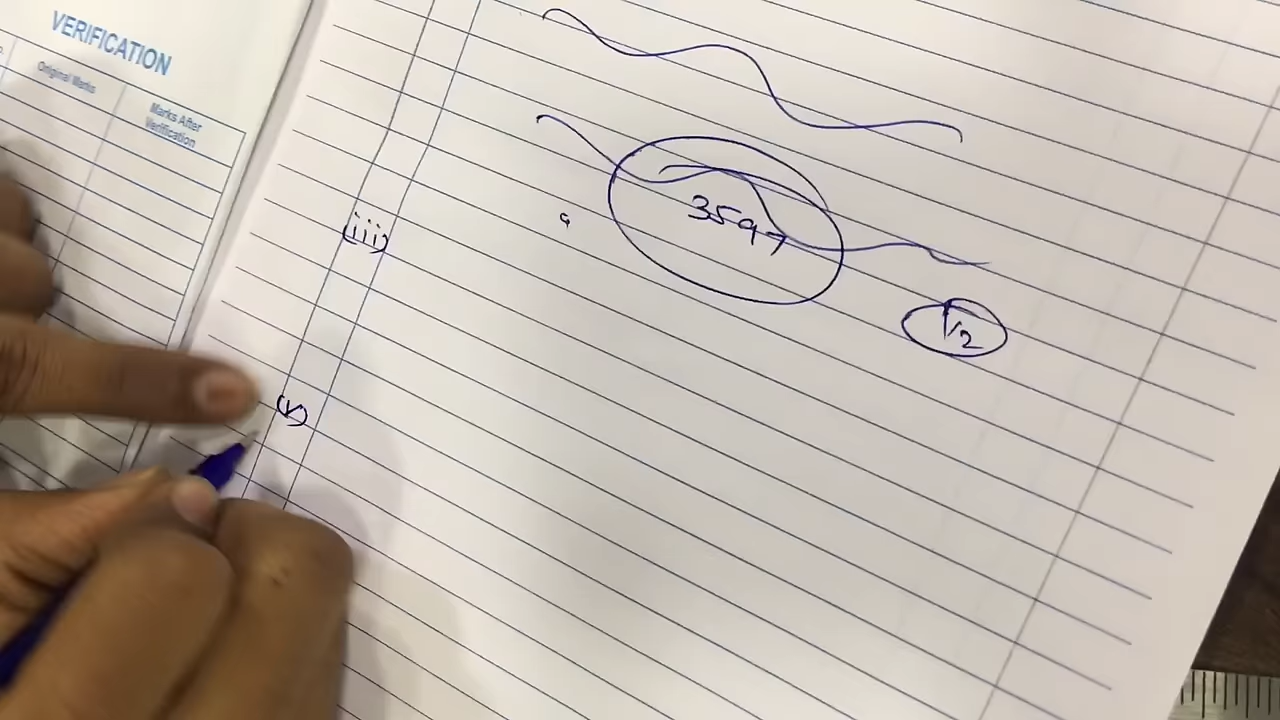 VERIFICATION
Original Marks
Marks After
Verification
3597
(iii)
1/2
(v)